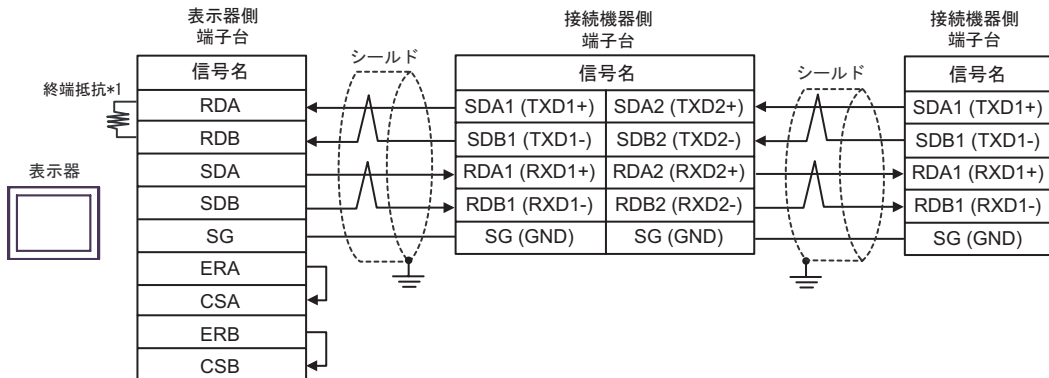 表示器側
端子台
接続機器側
端子台
接続機器側
端子台
シールド
シールド
終端抵抗*1
表示器
信号名
RDA
RDB
SDA
SDB
SG
ERA
CSA
ERB
CSB
信号名
SDA1 (TXD1+) SDA2 (TXD2+)
SDB1 (TXD1-) SDB2 (TXD2-)
RDA1 (RXD1+) RDA2 (RXD2+)
RDB1 (RXD1-) RDB2 (RXD2-)
SG (GND) SG (GND)
信号名
SDA1 (TXD1+)
SDB1 (TXD1-)
RDA1 (RXD1+)
RDB1 (RXD1-)
SG (GND)